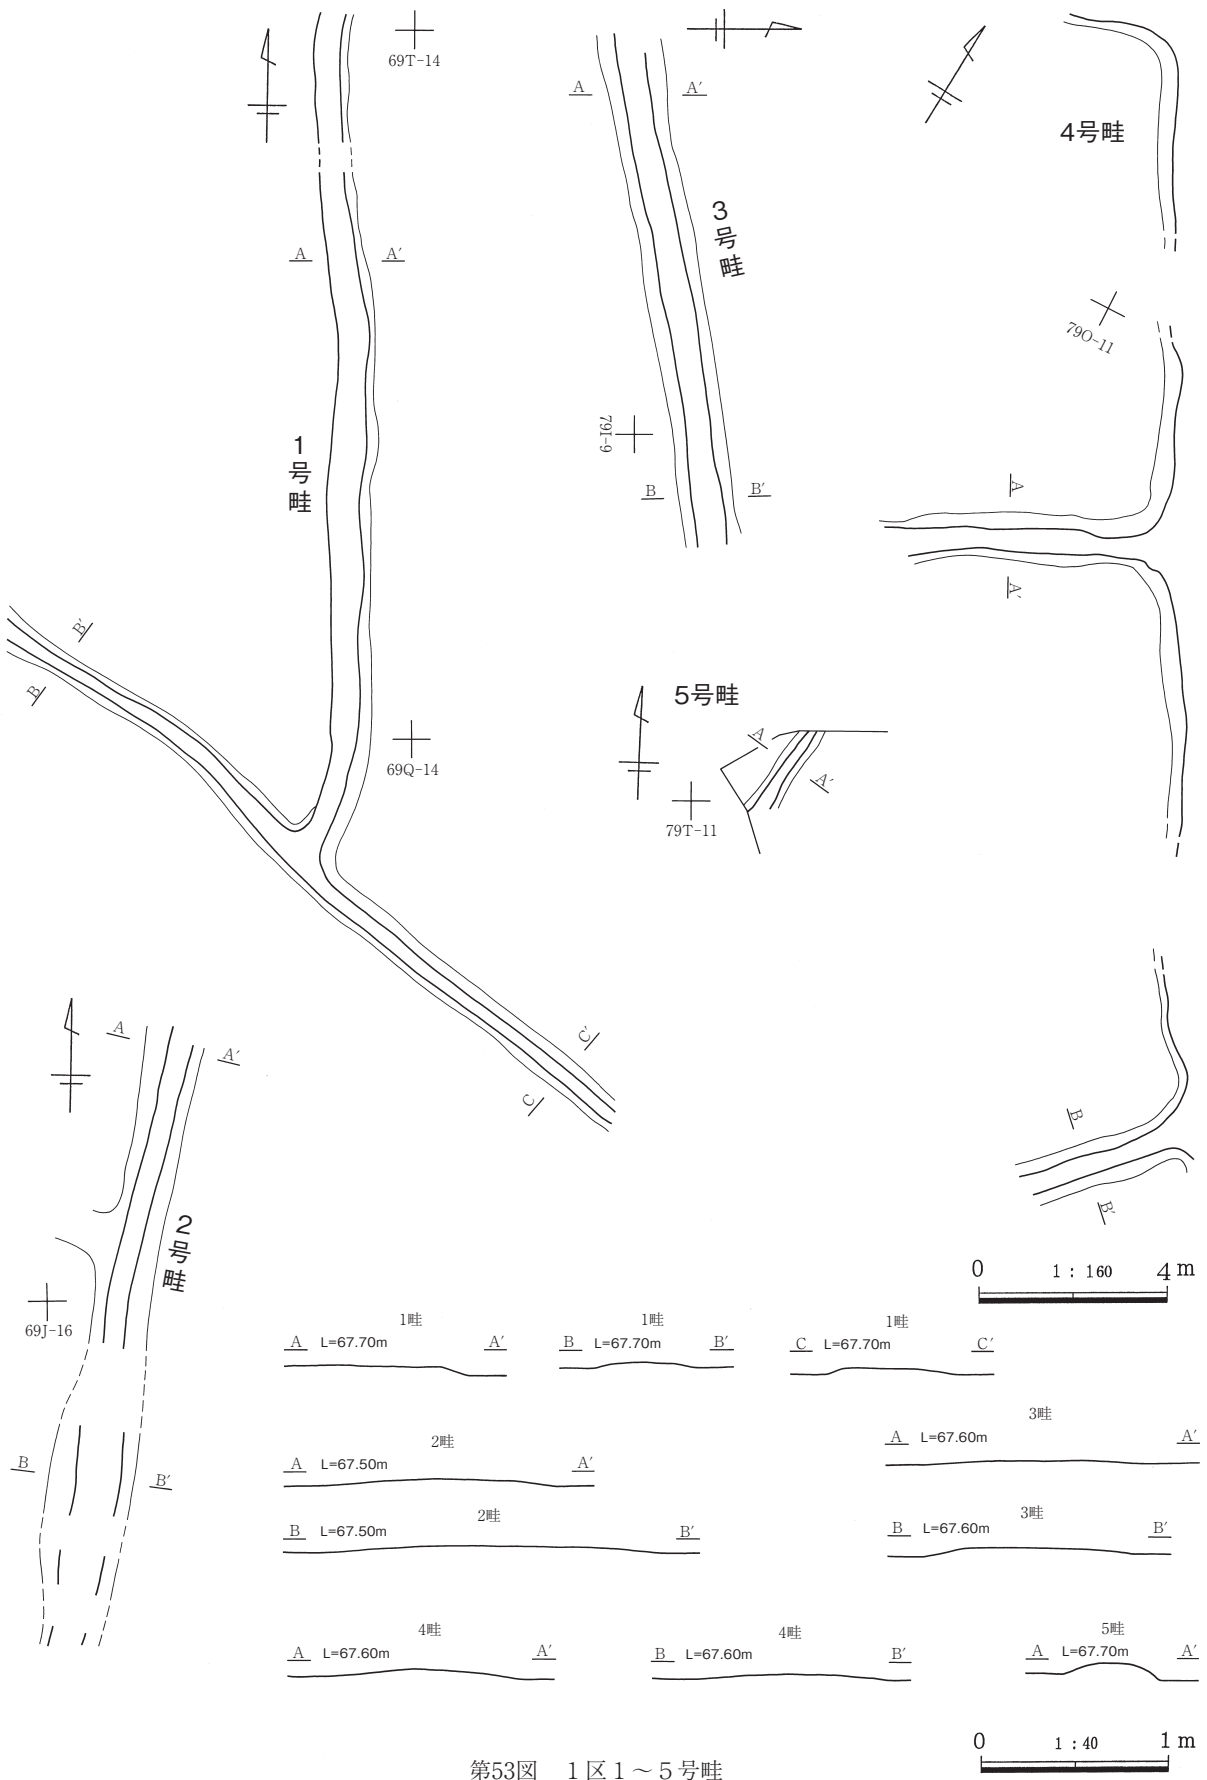 69T-14
A
A′
1号畦
B′
B
69Q-14
C′
C
A
A′
3号畦
79I-9
B
B′
4号畦
79O-11
A
A′
B
B′
5号畦
A
A′
79T-11
A
A′
2号畦
69J-16
B
B′
0 1：160 4m
1畦
A L=67.70m A′
1畦
B L=67.70m B′
1畦
C L=67.70m C′
2畦
A L=67.50m A′
3畦
A L=67.60m A′
2畦
B L=67.50m B′
3畦
B L=67.60m B′
4畦
A L=67.60m A′
4畦
B L=67.60m B′
5畦
A L=67.70m A′
0 1：40 1m
第53図　１区１～５号畦